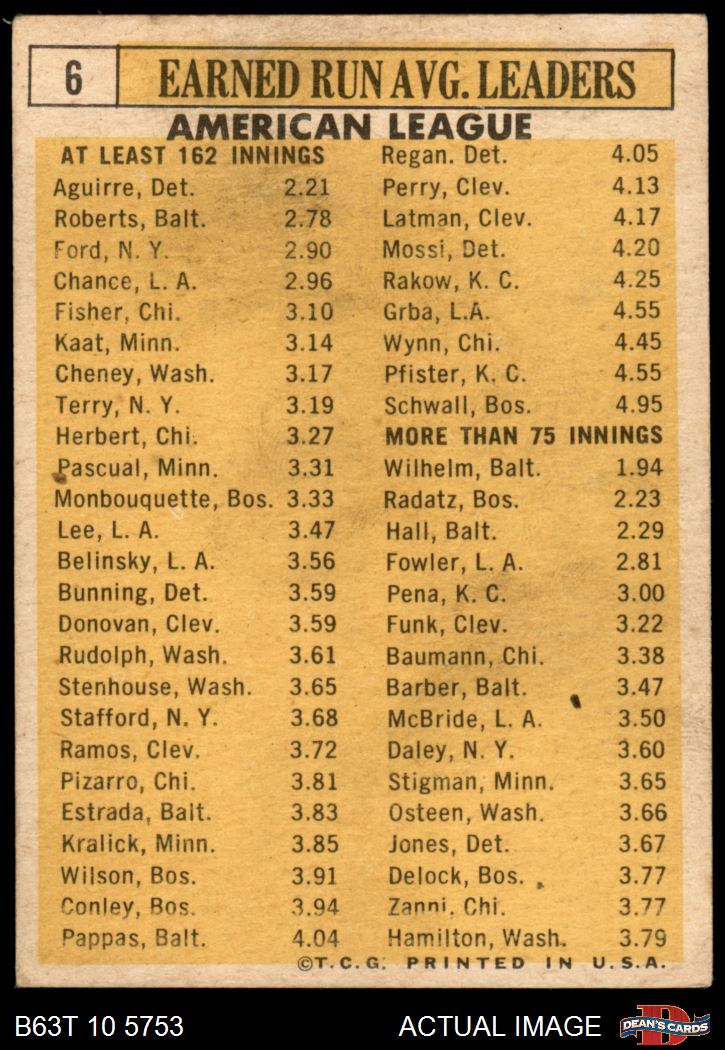 6 EARNED RUN AVG. LEADERS
AMERICAN LEAGUE
AT LEAST 162 INNINGS
Aguirre, Det. 2.21
Roberts, Balt. 2.78
Ford, N. Y. 2.90
Chance, L. A. 2.96
Fisher, Chi. 3.10
Kaat, Minn. 3.14
Cheney, Wash. 3.17
Terry, N. Y. 3.19
Herbert, Chi. 3.27
Pascual, Minn. 3.31
Monbouquette, Bos. 3.33
Lee, L. A. 3.47
Belinsky, L. A. 3.56
Bunning, Det. 3.59
Donovan, Clev. 3.59
Rudolph, Wash. 3.61
Stenhouse, Wash. 3.65
Stafford, N. Y. 3.68
Ramos, Clev. 3.72
Pizarro, Chi. 3.81
Estrada, Balt. 3.83
Kralick, Minn. 3.85
Wilson, Bos. 3.91
Conley, Bos. 3.94
Pappas, Balt. 4.04
Regan. Det. 4.05
Perry, Clev. 4.13
Latman, Clev. 4.17
Mossi, Det. 4.20
Rakow, K. C. 4.25
Grba, L.A. 4.55
Wynn, Chi. 4.45
Pfister, K. C. 4.55
Schwall, Bos. 4.95
MORE THAN 75 INNINGS
Wilhelm, Balt. 1.94
Radatz, Bos. 2.23
Hall, Balt. 2.29
Fowler, L. A. 2.81
Pena, K. C. 3.00
Funk, Clev. 3.22
Baumann, Chi. 3.38
Barber, Balt. 3.47
McBride, L. A. 3.50
Daley, N. Y. 3.60
Stigman, Minn. 3.65
Osteen, Wash. 3.66
Jones, Det. 3.67
Delock, Bos. 3.77
Zanni, Chi. 3.77
Hamilton, Wash. 3.79
©T.C.G. PRINTED IN U.S.A.
B63T 10 5753 ACTUAL IMAGE
D
DEAN'S CARDS